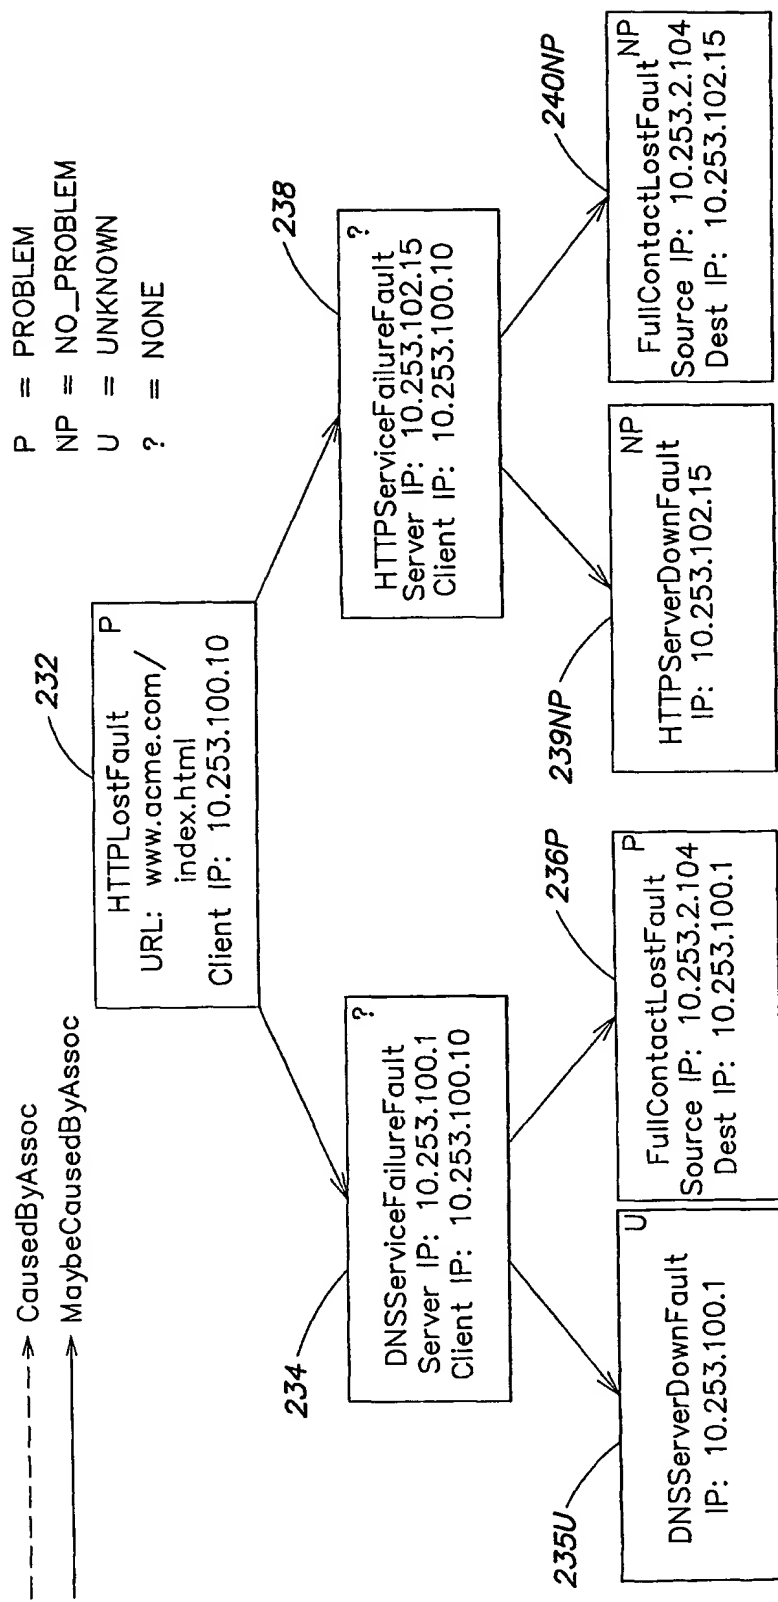 CausedByAssoc
MaybeCausedByAssoc
P = PROBLEM
NP = NO_PROBLEM
U = UNKNOWN
? = NONE
232
HTTPLostFault P
URL: www.acme.com/
index.html
Client IP: 10.253.100.10
234
DNSServiceFailureFault ?
Server IP: 10.253.100.1
Client IP: 10.253.100.10
238
HTTPServiceFailureFault ?
Server IP: 10.253.102.15
Client IP: 10.253.100.10
235U
DNSServerDownFault U
IP: 10.253.100.1
236P
FullContactLostFault P
Source IP: 10.253.2.104
Dest IP: 10.253.100.1
239NP
HTTPServerDownFault NP
IP: 10.253.102.15
240NP
FullContactLostFault NP
Source IP: 10.253.2.104
Dest IP: 10.253.102.15